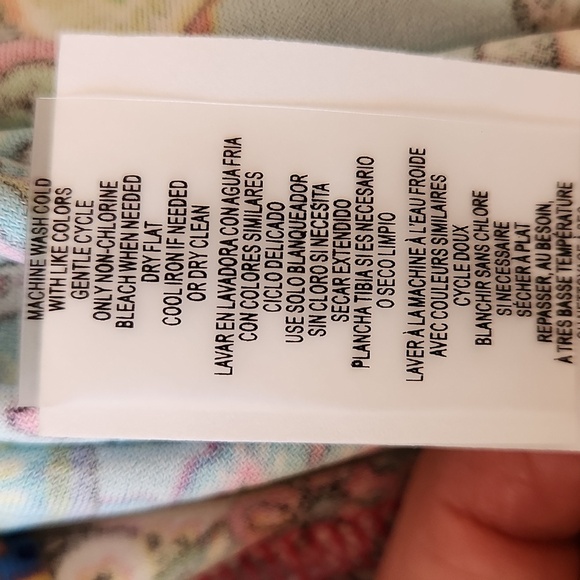 MACHINE WASH COLD
WITH LIKE COLORS
GENTLE CYCLE
ONLY NON-CHLORINE
BLEACH WHEN NEEDED
DRY FLAT
COOL IRON IF NEEDED
OR DRY CLEAN
LAVAR EN LAVADORA CON AGUA FRIA
CON COLORES SIMILARES
CICLO DELICADO
USE SOLO BLANQUEADOR
SIN CLORO SI NECESITA
SECAR EXTENDIDO
PLANCHA TIBIA SI ES NECESARIO
O SECO LIMPIO
LAVER À LA MACHINE À L'EAU FROIDE
AVEC COULEURS SIMILAIRES
CYCLE DOUX
BLANCHIR SANS CHLORE
SI NECESSAIRE
SÉCHER À PLAT
REPASSER, AU BESOIN,
À TRES BASSE TEMPÉRATURE